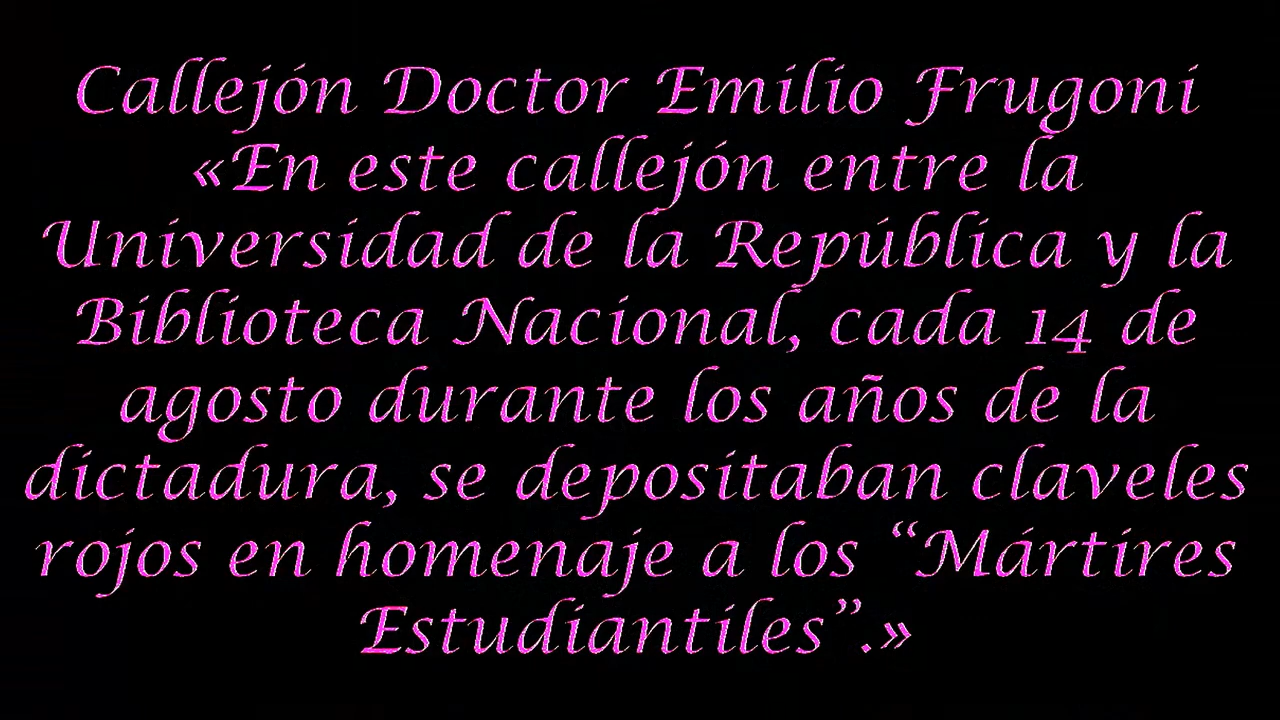 Callejón Doctor Emilio Frugoni
«En este callejón entre la
Universidad de la República y la
Biblioteca Nacional, cada 14 de
agosto durante los años de la
dictadura, se depositaban claveles
rojos en homenaje a los “Mártires
Estudiantiles”.»